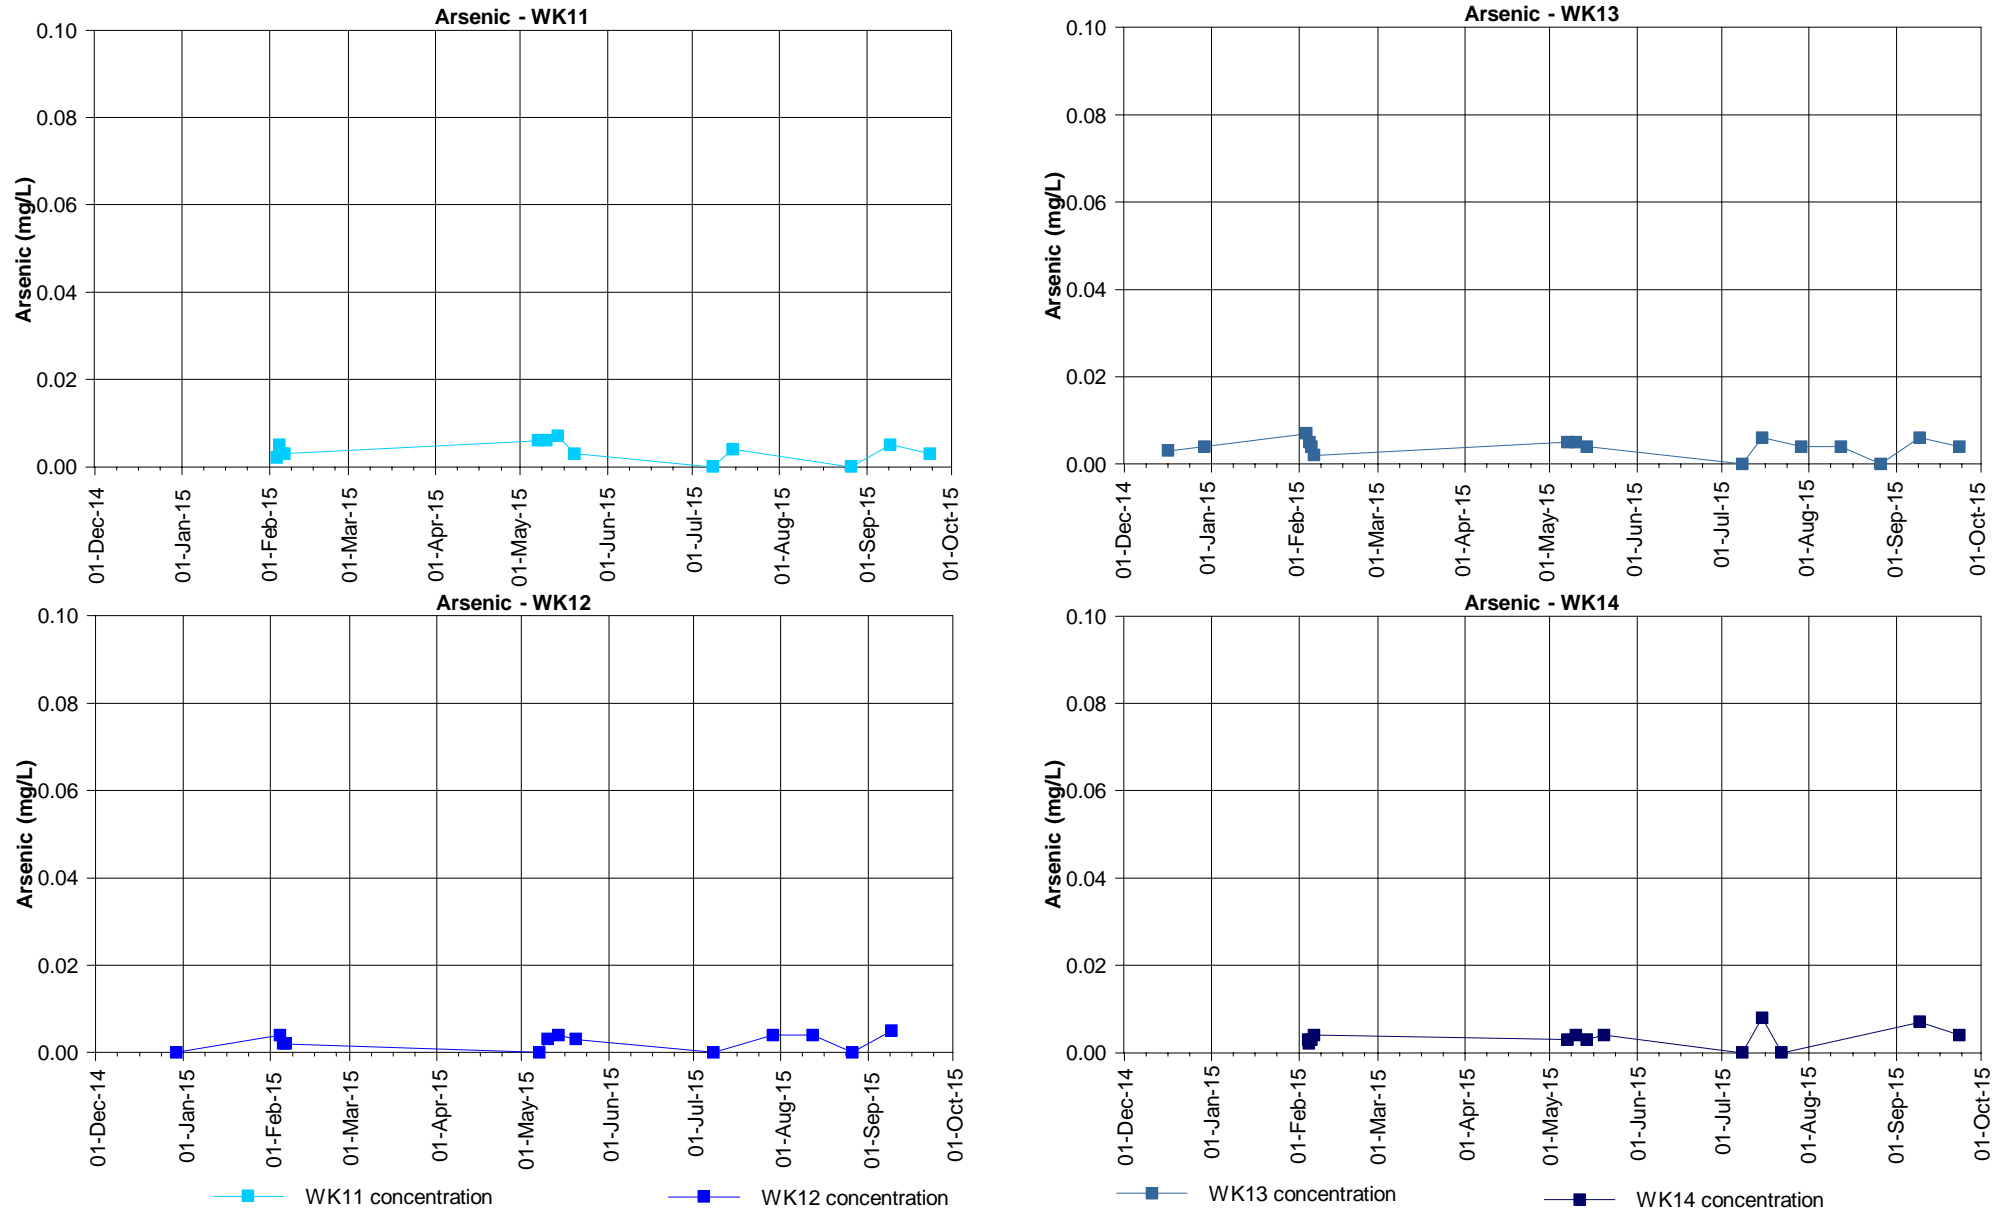 Arsenic - WK11
Arsenic (mg/L)
0.10
0.08
0.06
0.04
0.02
0.00
01-Dec-14
01-Jan-15
01-Feb-15
01-Mar-15
01-Apr-15
01-May-15
01-Jun-15
01-Jul-15
01-Aug-15
01-Sep-15
01-Oct-15
Arsenic - WK13
Arsenic (mg/L)
0.10
0.08
0.06
0.04
0.02
0.00
01-Dec-14
01-Jan-15
01-Feb-15
01-Mar-15
01-Apr-15
01-May-15
01-Jun-15
01-Jul-15
01-Aug-15
01-Sep-15
01-Oct-15
Arsenic - WK12
Arsenic (mg/L)
0.10
0.08
0.06
0.04
0.02
0.00
01-Dec-14
01-Jan-15
01-Feb-15
01-Mar-15
01-Apr-15
01-May-15
01-Jun-15
01-Jul-15
01-Aug-15
01-Sep-15
01-Oct-15
Arsenic - WK14
Arsenic (mg/L)
0.10
0.08
0.06
0.04
0.02
0.00
01-Dec-14
01-Jan-15
01-Feb-15
01-Mar-15
01-Apr-15
01-May-15
01-Jun-15
01-Jul-15
01-Aug-15
01-Sep-15
01-Oct-15
WK11 concentration
WK12 concentration
WK13 concentration
WK14 concentration